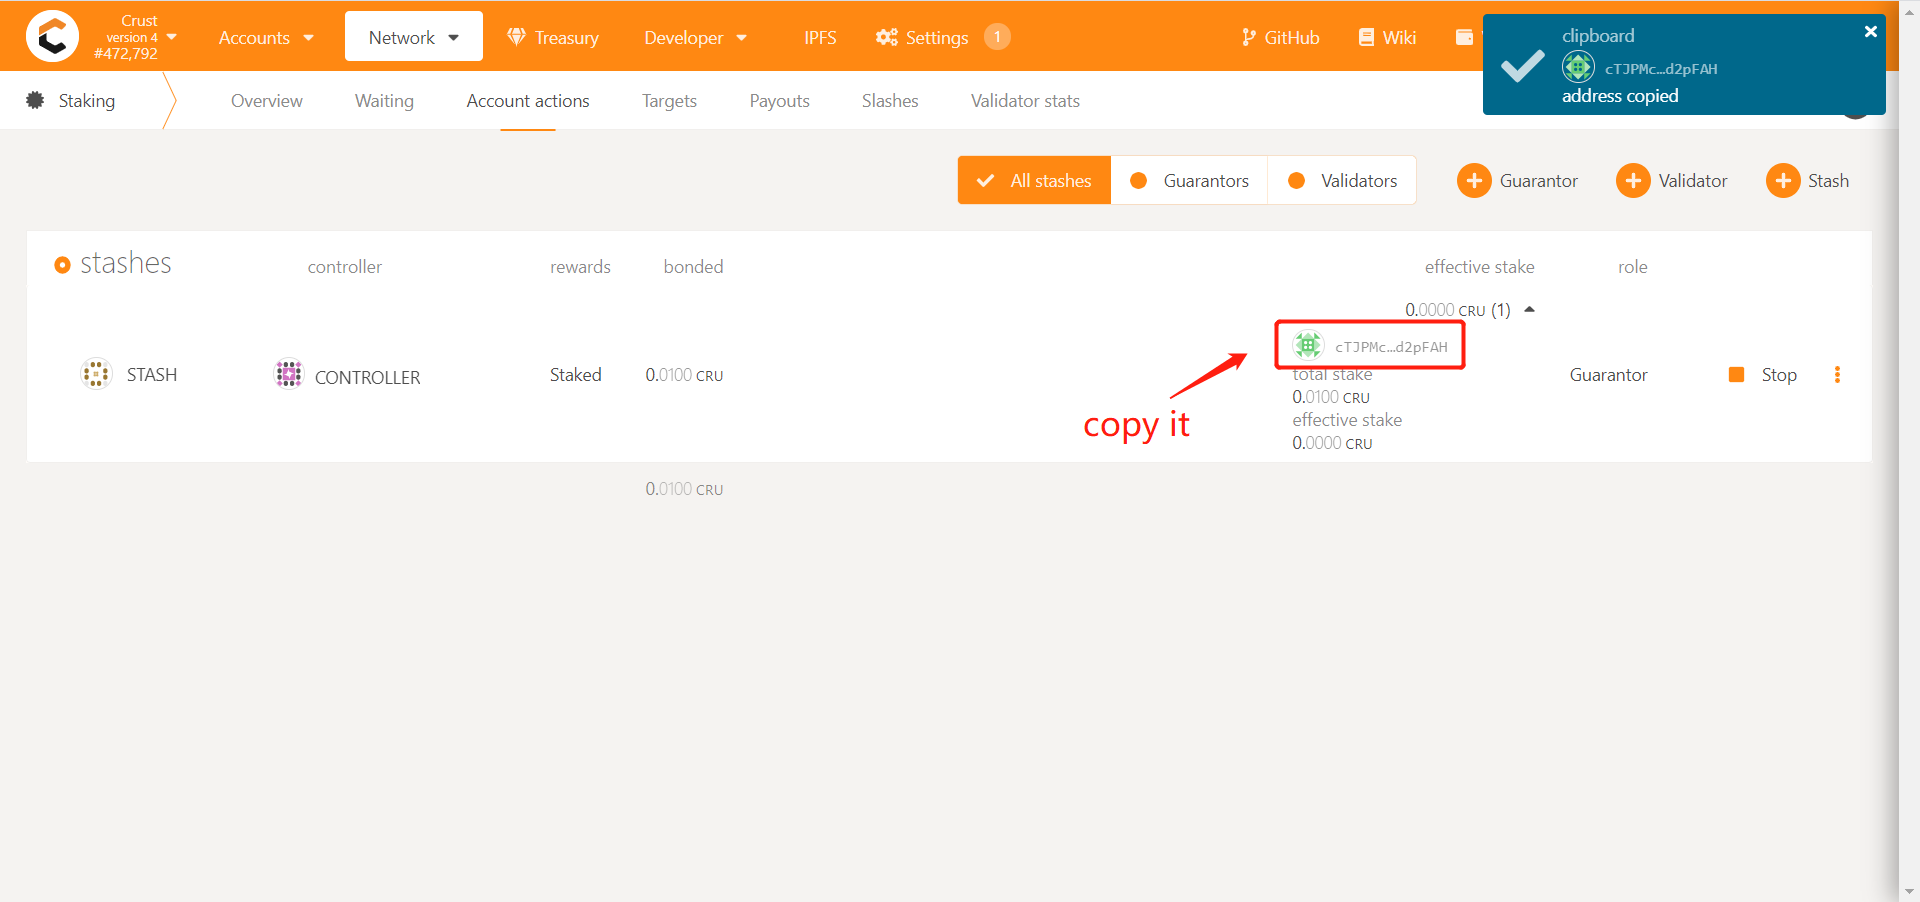 Crust
version 4
#472,792
Accounts
Network
Treasury
Developer
IPFS
Settings 1
GitHub
Wiki
clipboard
cTJPMc…d2pFAH
address copied
Staking
Overview
Waiting
Account actions
Targets
Payouts
Slashes
Validator stats
All stashes
Guarantors
Validators
Guarantor
Validator
Stash
stashes controller rewards bonded effective stake role
0.0000 CRU (1)
cTJPMc…d2pFAH
STASH CONTROLLER Staked 0.0100 CRU
total stake
0.0100 CRU
effective stake
0.0000 CRU
Guarantor Stop
copy it
0.0100 CRU